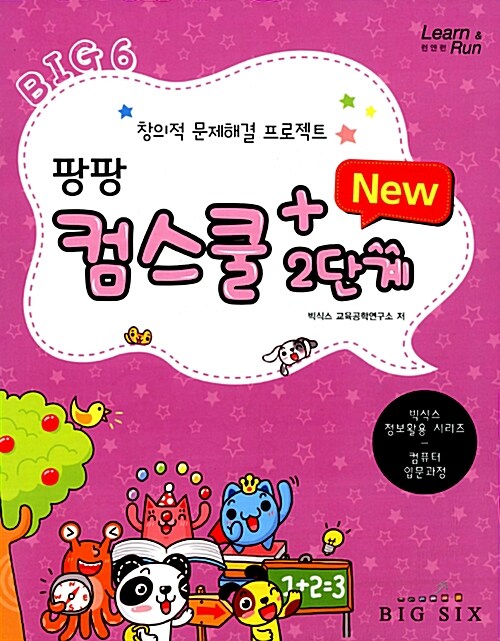 Learn &
런앤런 Run
BIG 6
창의적 문제해결 프로젝트
팡팡
New
컴스쿨+
2단계
빅식스 교육공학연구소 저
빅식스
정보활용 시리즈
–
컴퓨터
입문과정
1+2=3
BIG SIX